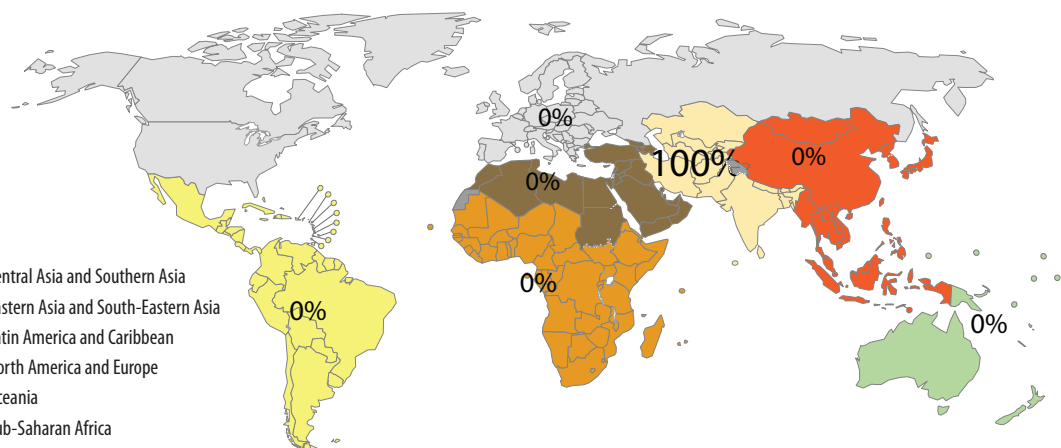 0%
100%
0%
0%
0%
0%
0%
entral Asia and Southern Asia
astern Asia and South-Eastern Asia
atin America and Caribbean
orth America and Europe
ceania
ub-Saharan Africa